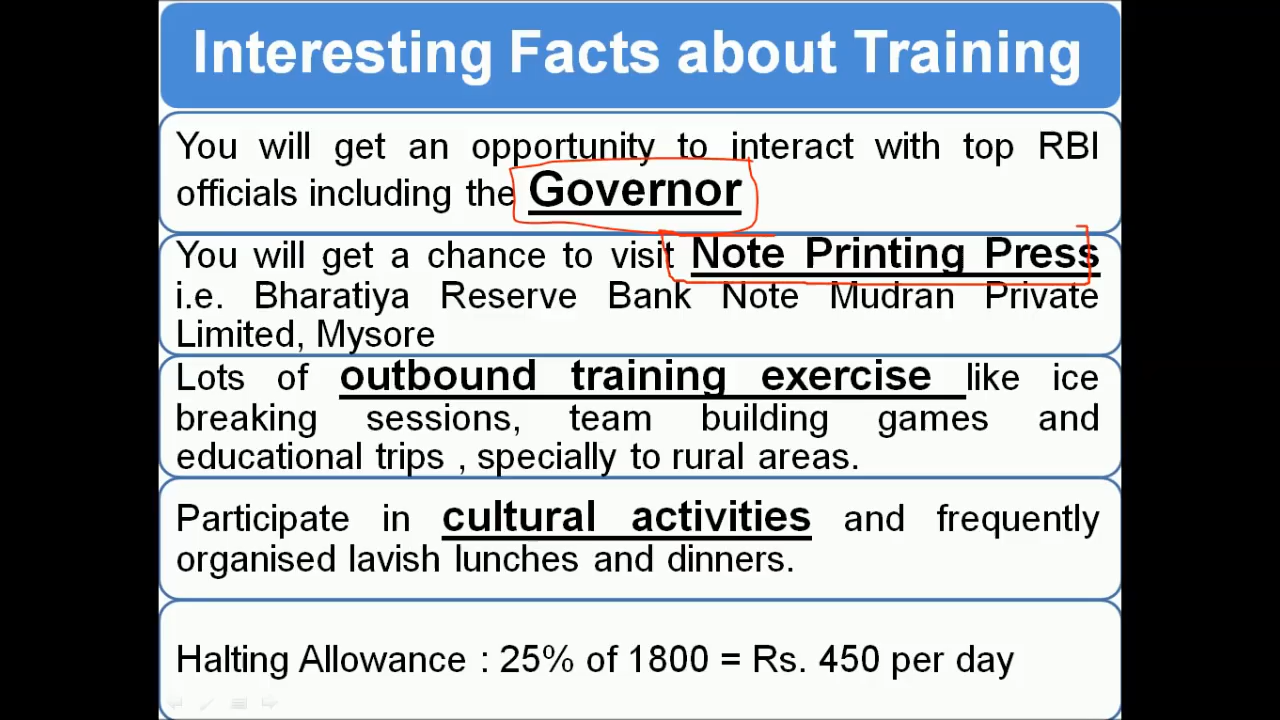 Interesting Facts about Training
You will get an opportunity to interact with top RBI
officials including the Governor
You will get a chance to visit Note Printing Press
i.e. Bharatiya Reserve Bank Note Mudran Private
Limited, Mysore
Lots of outbound training exercise like ice
breaking sessions, team building games and
educational trips , specially to rural areas.
Participate in cultural activities and frequently
organised lavish lunches and dinners.
Halting Allowance : 25% of 1800 = Rs. 450 per day